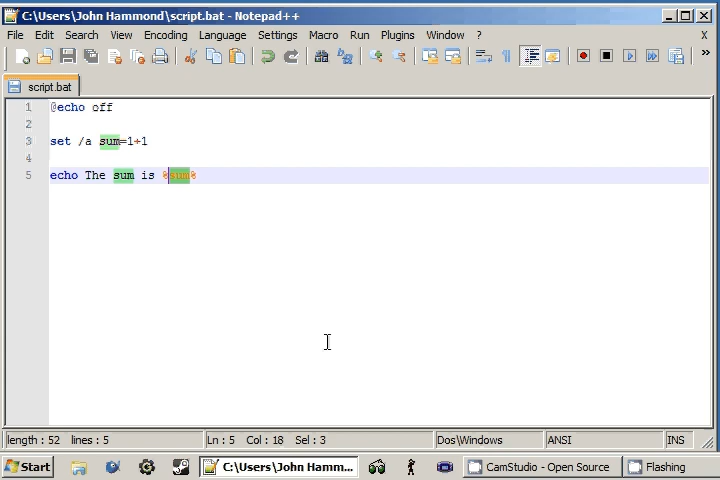 C:\Users\John Hammond\script.bat - Notepad++
File Edit Search View Encoding Language Settings Macro Run Plugins Window ? X
script.bat
1 @echo off
2
3 set /a sum=1+1
4
5 echo The sum is %sum%
length : 52 lines : 5 Ln : 5 Col : 18 Sel : 3 Dos\Windows ANSI INS
Start C:\Users\John Hamm... CamStudio - Open Source Flashing